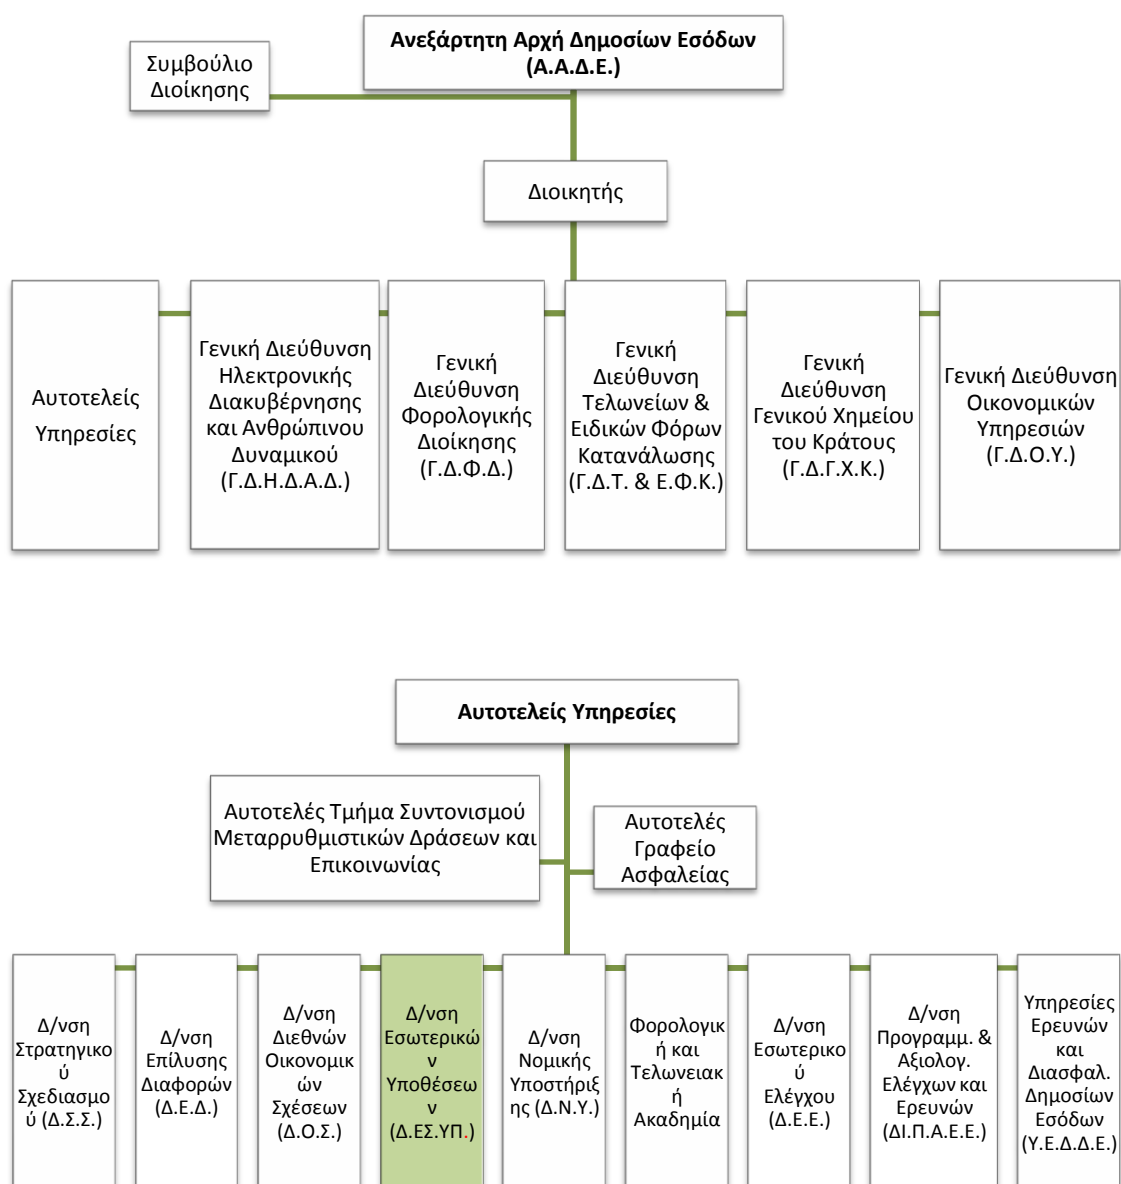 Ανεξάρτητη Αρχή Δημοσίων Εσόδων
(Α.Α.Δ.Ε.)
Συμβούλιο
Διοίκησης
Διοικητής
Αυτοτελείς
Υπηρεσίες
Γενική Διεύθυνση
Ηλεκτρονικής
Διακυβέρνησης
και Ανθρώπινου
Δυναμικού
(Γ.Δ.Η.Δ.Α.Δ.)
Γενική
Διεύθυνση
Φορολογικής
Διοίκησης
(Γ.Δ.Φ.Δ.)
Γενική
Διεύθυνση
Τελωνείων &
Ειδικών Φόρων
Κατανάλωσης
(Γ.Δ.Τ. & Ε.Φ.Κ.)
Γενική
Διεύθυνση
Γενικού Χημείου
του Κράτους
(Γ.Δ.Γ.Χ.Κ.)
Γενική Διεύθυνση
Οικονομικών
Υπηρεσιών
(Γ.Δ.Ο.Υ.)
Αυτοτελείς Υπηρεσίες
Αυτοτελές Τμήμα Συντονισμού
Μεταρρυθμιστικών Δράσεων και
Επικοινωνίας
Αυτοτελές
Γραφείο
Ασφαλείας
Δ/νση
Στρατηγικο
ύ
Σχεδιασμο
ύ (Δ.Σ.Σ.)
Δ/νση
Επίλυσης
Διαφορών
(Δ.Ε.Δ.)
Δ/νση
Διεθνών
Οικονομικ
ών
Σχέσεων
(Δ.Ο.Σ.)
Δ/νση
Εσωτερικώ
ν
Υποθέσεω
ν
(Δ.ΕΣ.ΥΠ.)
Δ/νση
Νομικής
Υποστήριξ
ης (Δ.Ν.Υ.)
Φορολογικ
ή και
Τελωνειακ
ή
Ακαδημία
Δ/νση
Εσωτερικο
ύ
Ελέγχου
(Δ.Ε.Ε.)
Δ/νση
Προγραμμ. &
Αξιολογ.
Ελέγχων και
Ερευνών
(ΔΙ.Π.Α.Ε.Ε.)
Υπηρεσίες
Ερευνών
και
Διασφαλ.
Δημοσίων
Εσόδων
(Υ.Ε.Δ.Δ.Ε.)